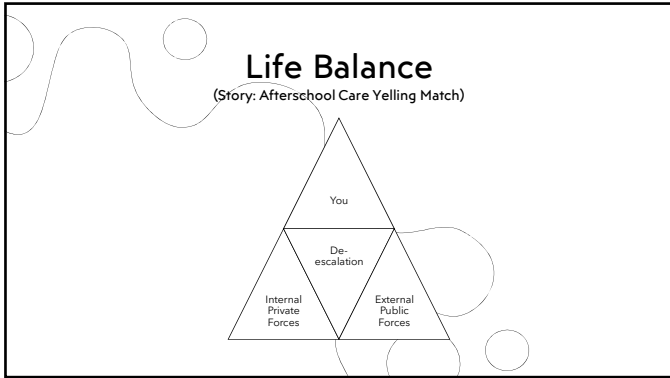 Life Balance
(Story: Afterschool Care Yelling Match)
You
De-
escalation
Internal
Private
Forces
External
Public
Forces